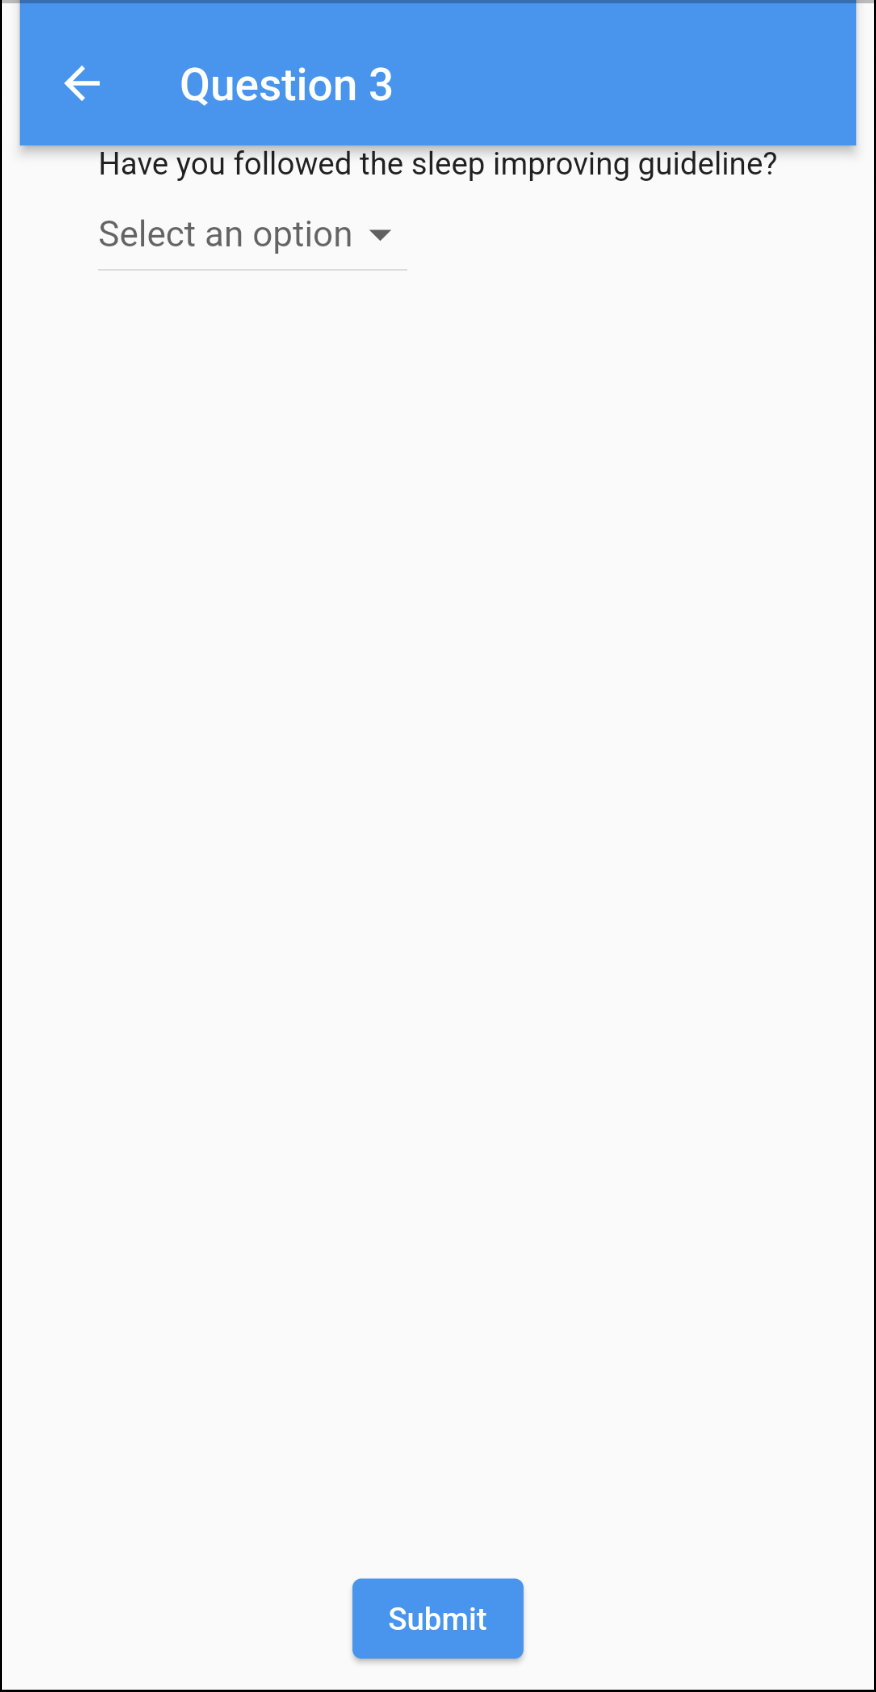 Question 3
Have you followed the sleep improving guideline?
Select an option
Submit